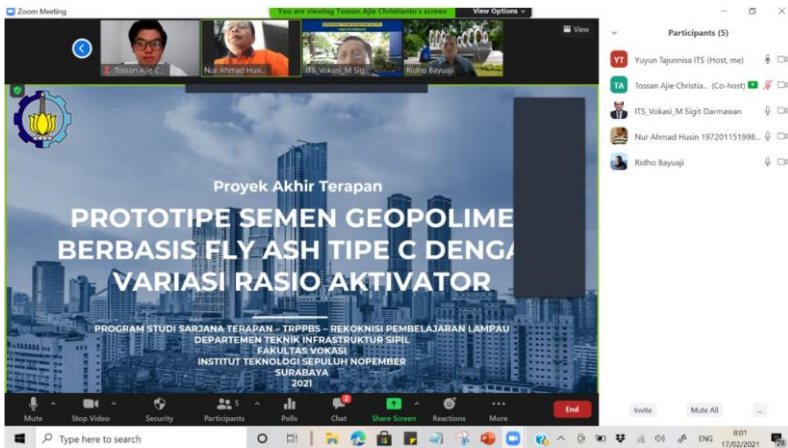 Zoom Meeting
You are viewing Tossan Ajie Christianto's screen
View Options
View
Tossan Ajie C...
Nur Ahmad Husi...
ITS_Vokasi_M Sig...
Ridho Bayuaji
Proyek Akhir Terapan
PROTOTIPE SEMEN GEOPOLIME
BERBASIS FLY ASH TIPE C DENGA
VARIASI RASIO AKTIVATOR
PROGRAM STUDI SARJANA TERAPAN – TRPPBS – REKOKNISI PEMBELAJARAN LAMPAU
DEPARTEMEN TEKNIK INFRASTRUKTUR SIPIL
FAKULTAS VOKASI
INSTITUT TEKNOLOGI SEPULUH NOPEMBER
SURABAYA
2021
Participants (5)
YT Yuyun Tajunnisa ITS (Host, me)
TA Tossan Ajie Christia... (Co-host)
ITS_Vokasi_M Sigit Darmawan
Nur Ahmad Husin 197201151998...
Ridho Bayuaji
Mute
Stop Video
Security
5
Participants
Polls
2
Chat
Share Screen
Reactions
More
End
Invite
Mute All
...
Type here to search
ENG
8:01
17/02/2021